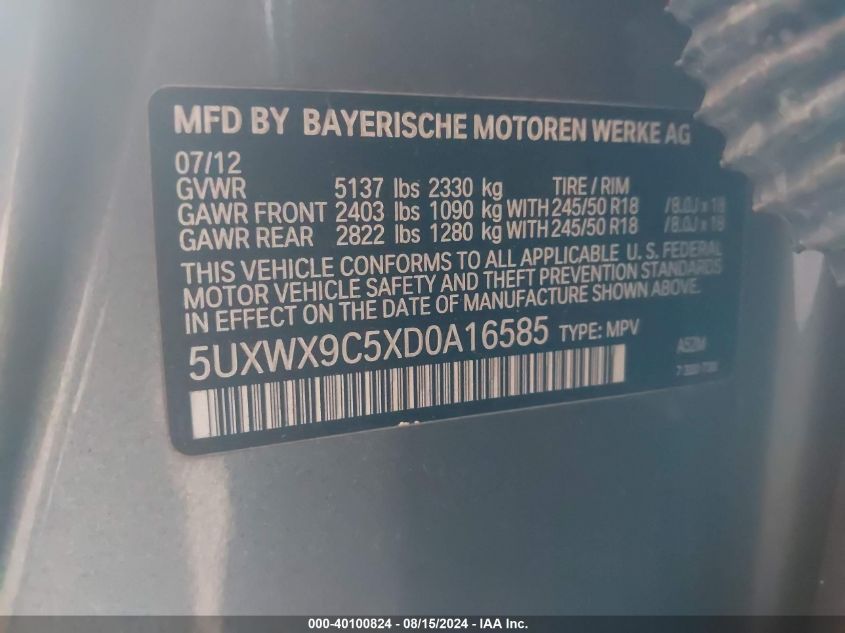 MFD BY BAYERISCHE MOTOREN WERKE AG
07/12
GVWR 5137 lbs 2330 kg TIRE / RIM
GAWR FRONT 2403 lbs 1090 kg WITH 245/50 R18 / 8.0J x 18
GAWR REAR 2822 lbs 1280 kg WITH 245/50 R18 / 8.0J x 18
THIS VEHICLE CONFORMS TO ALL APPLICABLE U. S. FEDERAL
MOTOR VEHICLE SAFETY AND THEFT PREVENTION STANDARDS
IN EFFECT ON THE DATE OF MANUFACTURE SHOWN ABOVE.
5UXWX9C5XD0A16585 TYPE: MPV
000-40100824 - 08/15/2024 - IAA Inc.